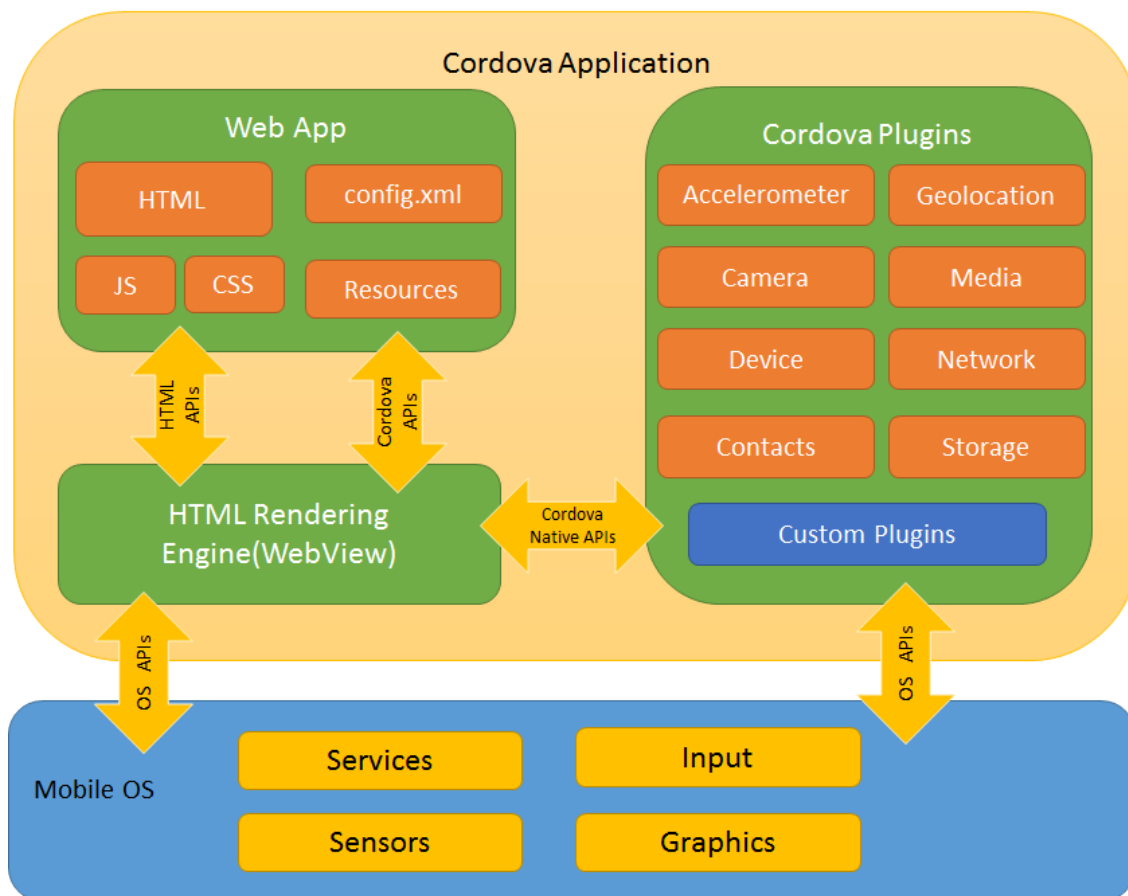 Cordova Application
Web App
HTML
config.xml
JS
CSS
Resources
HTML
APIs
Cordova
APIs
HTML Rendering
Engine(WebView)
Cordova
Native APIs
Cordova Plugins
Accelerometer
Geolocation
Camera
Media
Device
Network
Contacts
Storage
Custom Plugins
OS APIs
OS APIs
Mobile OS
Services
Input
Sensors
Graphics